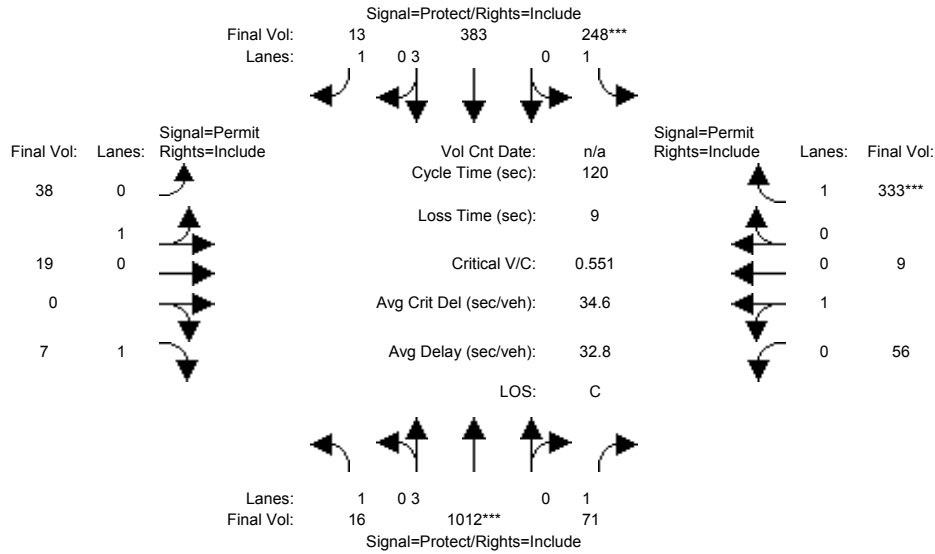 Signal=Protect/Rights=Include
Final Vol: 13 383 248***
Lanes: 1 0 3 0 1
Signal=Permit Signal=Permit
Final Vol: Lanes: Rights=Include Vol Cnt Date: n/a Rights=Include Lanes: Final Vol:
Cycle Time (sec): 120
38 0 1 333***
Loss Time (sec): 9
1 0
19 0 Critical V/C: 0.551 0 9
0 Avg Crit Del (sec/veh): 34.6 1
7 1 Avg Delay (sec/veh): 32.8 0 56
LOS: C
Lanes: 1 0 3 0 1
Final Vol: 16 1012*** 71
Signal=Protect/Rights=Include